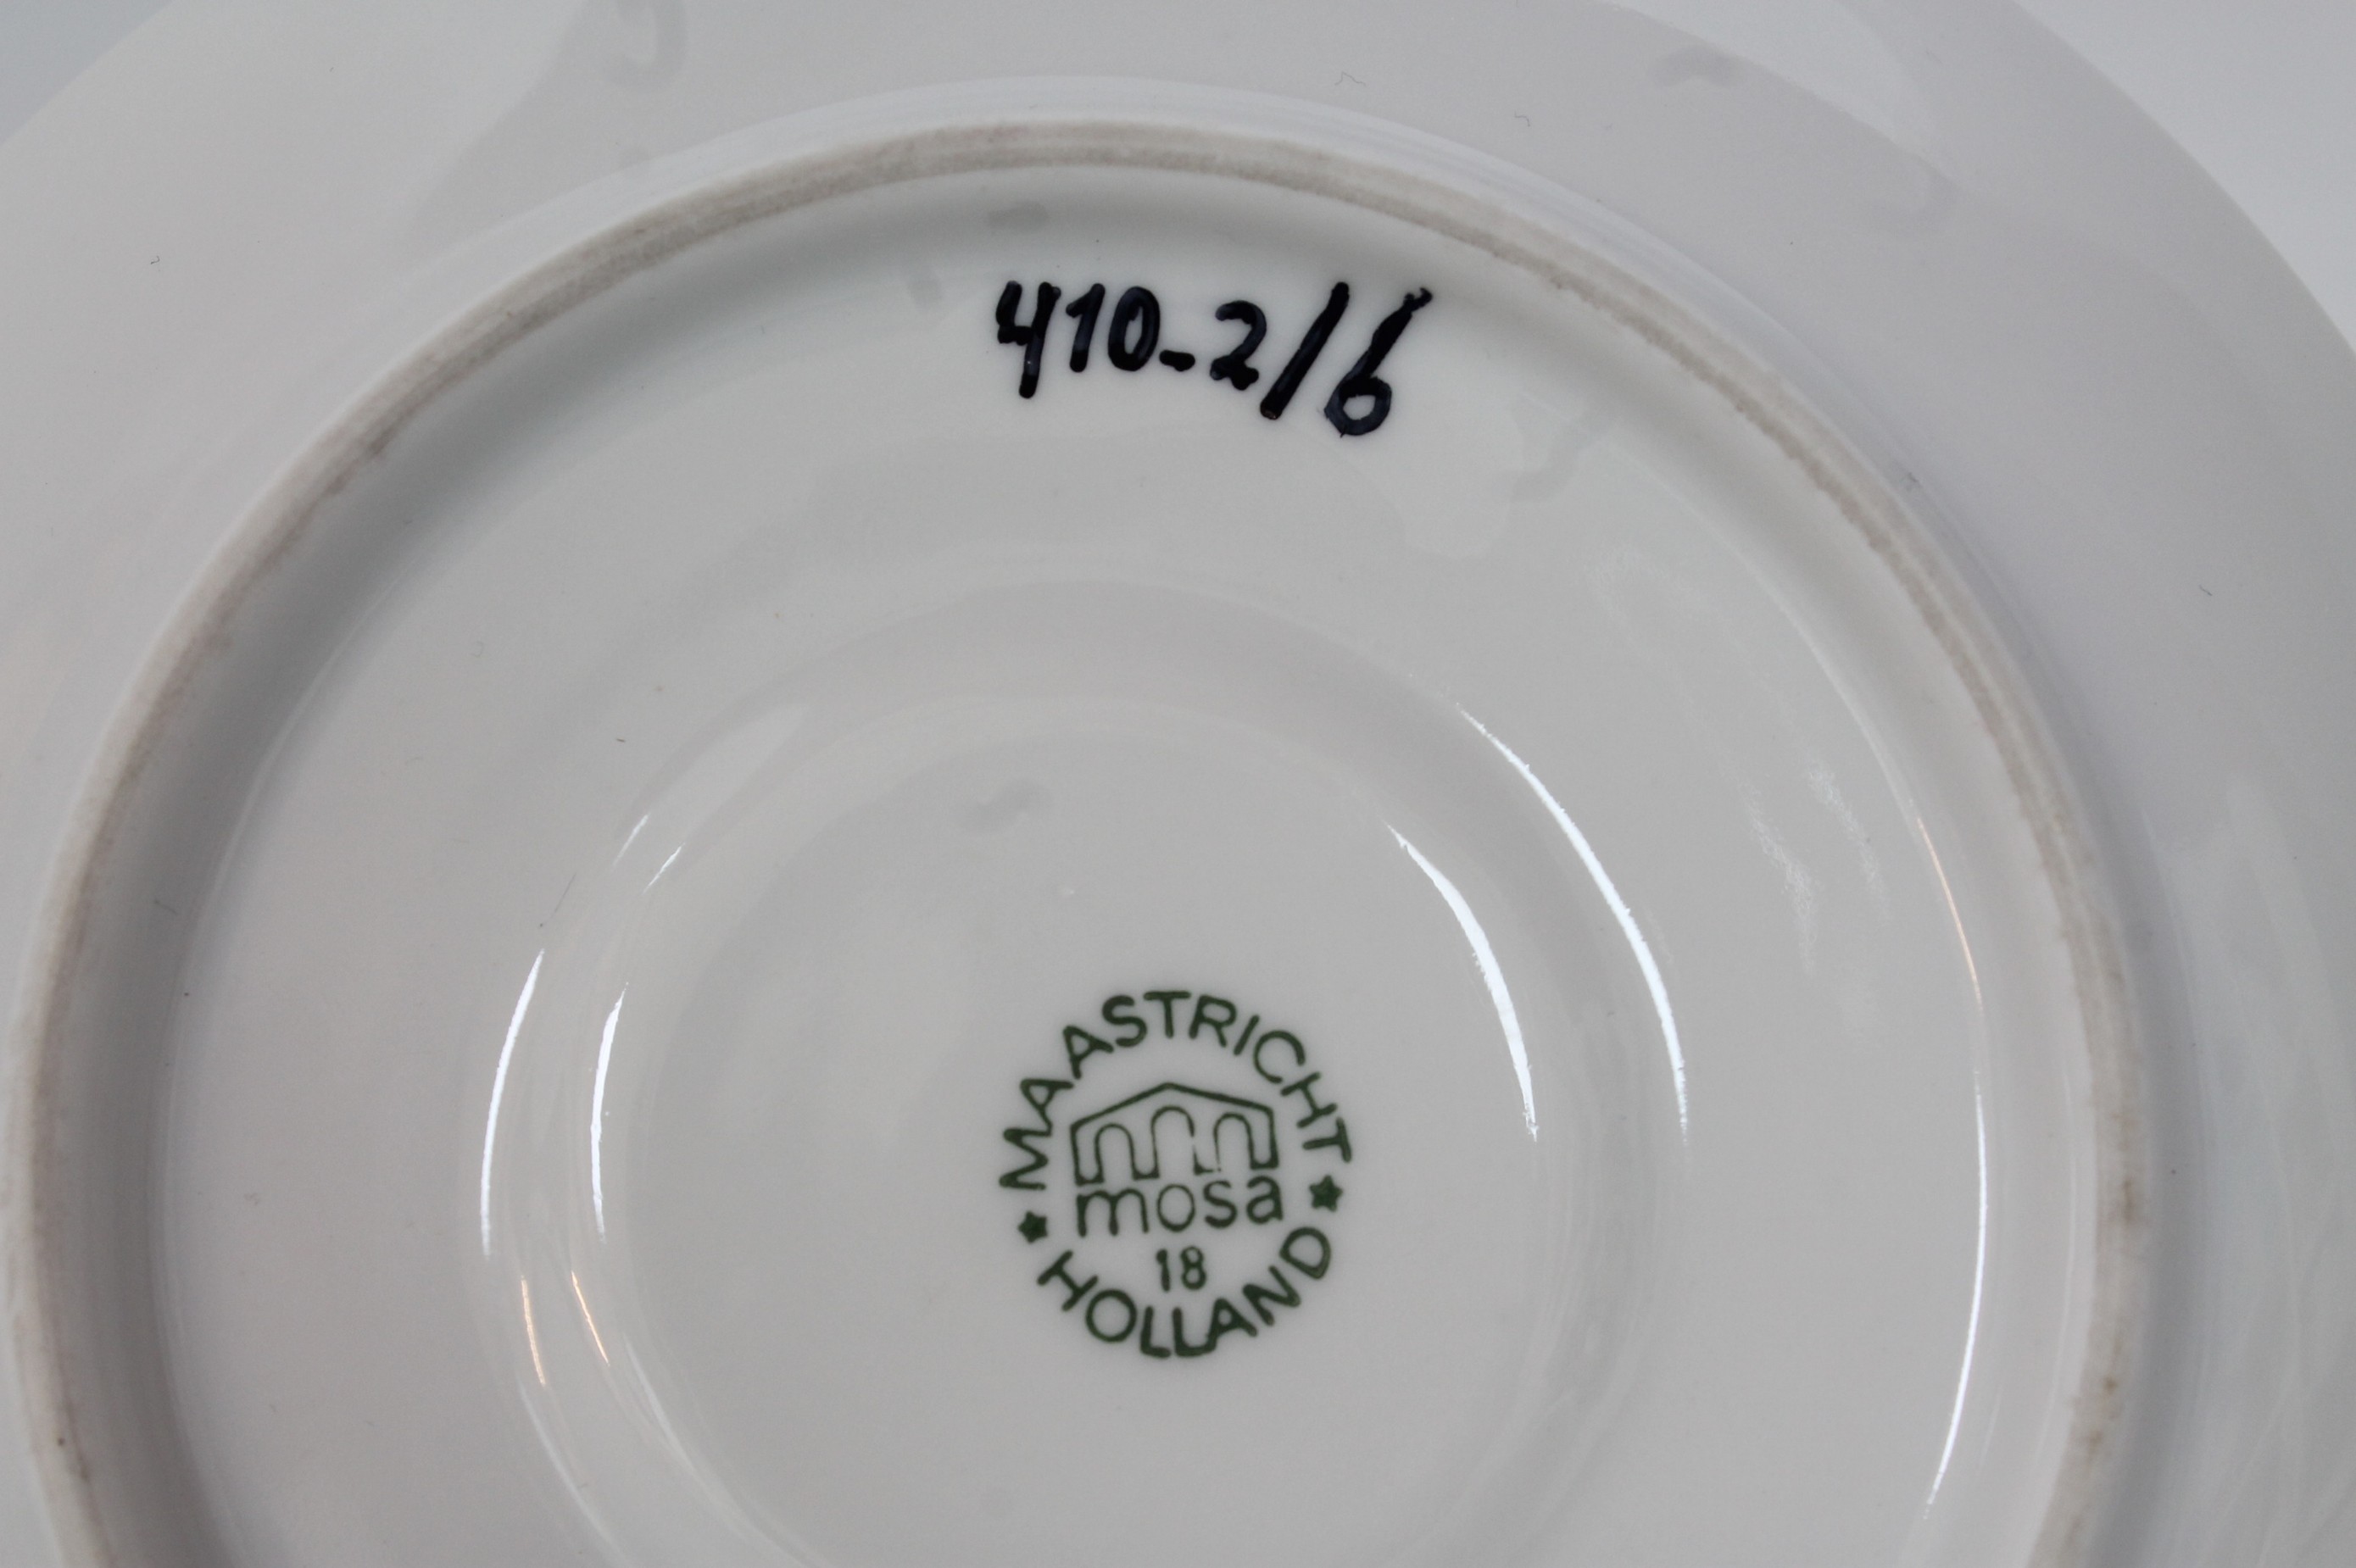 410-2/6
MAASTRICHT
mosa
18
HOLLAND